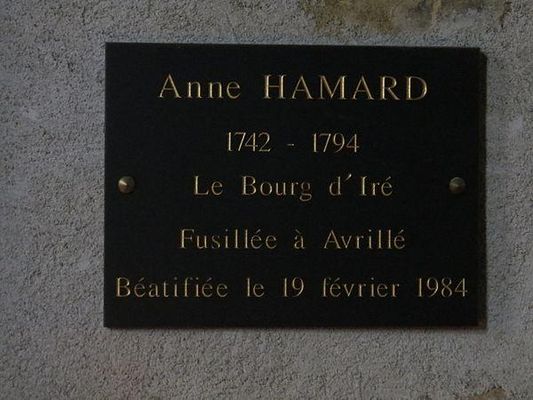 Anne HAMARD
1742 - 1794
Le Bourg d'Iré
Fusillée à Avrillé
Béatifiée le 19 février 1984